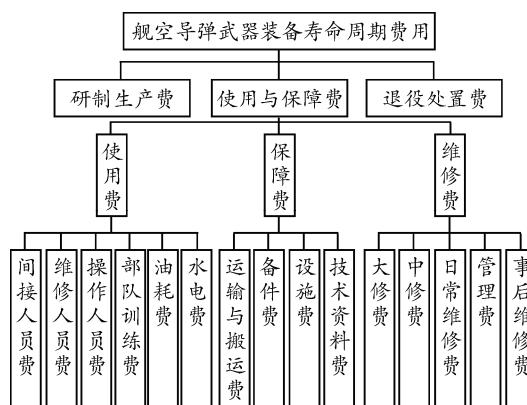 舰空导弹武器装备寿命周期费用
研制生产费
使用与保障费
退役处置费
使用费
保障费
维修费
间接人员费
维修人员费
操作人员费
部队训练费
油耗费
水电费
运输与搬运费
备件费
设施费
技术资料费
大修费
中修费
日常维修费
管理费
事后维修费